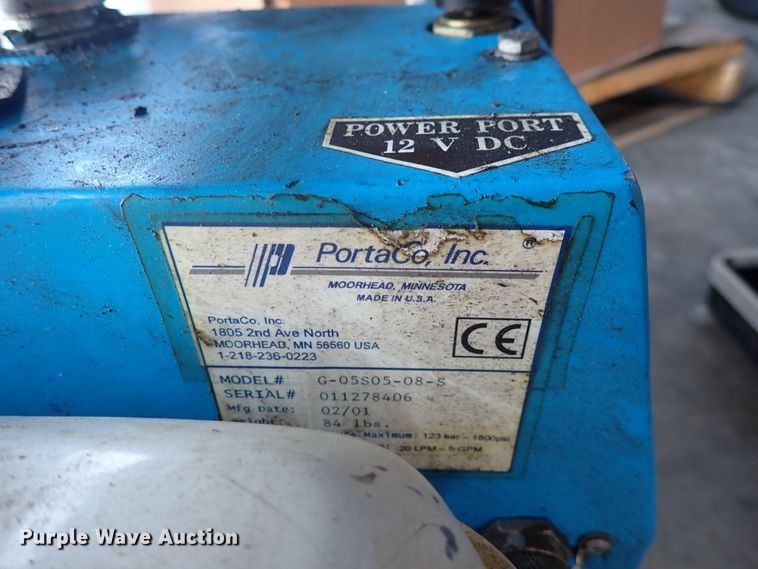 POWER PORT
12 V DC
PortaCo, Inc. ®
MOORHEAD, MINNESOTA
MADE IN U.S.A.
PortaCo, Inc.
1805 2nd Ave North
MOORHEAD, MN 56560 USA
1-218-236-0223
CE
MODEL# G-05S05-08-S
SERIAL# 011278406
Mfg Date: 02/01
84 lbs.
Maximum: 123 bar - 1800psi
20 LPM - 5 GPM
Purple Wave Auction